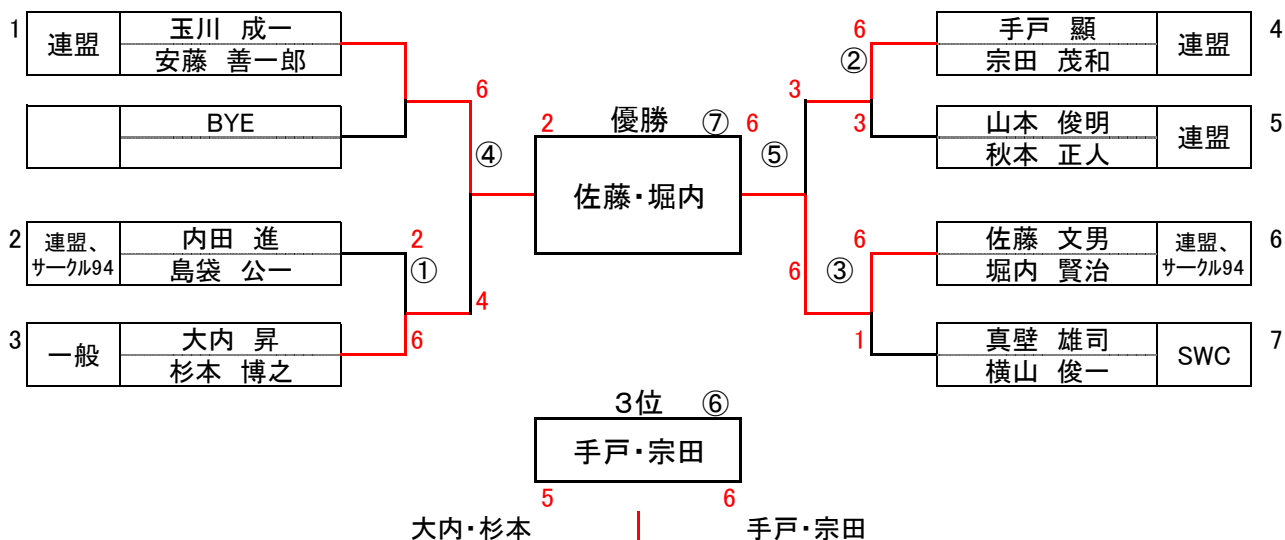 1 連盟 玉川 成一
安藤 善一郎
BYE
6
④
2 連盟、サークル94 内田 進
島袋 公一
2
①
4
3 一般 大内 昇
杉本 博之
6
優勝 ⑦
2 6
佐藤・堀内
手戸 顯 連盟 4
宗田 茂和
6
②
3
3
山本 俊明 連盟 5
秋本 正人
⑤
佐藤 文男 連盟、サークル94 6
堀内 賢治
6
③
6
1
真壁 雄司 SWC 7
横山 俊一
3位 ⑥
手戸・宗田
5 6
大内・杉本 手戸・宗田